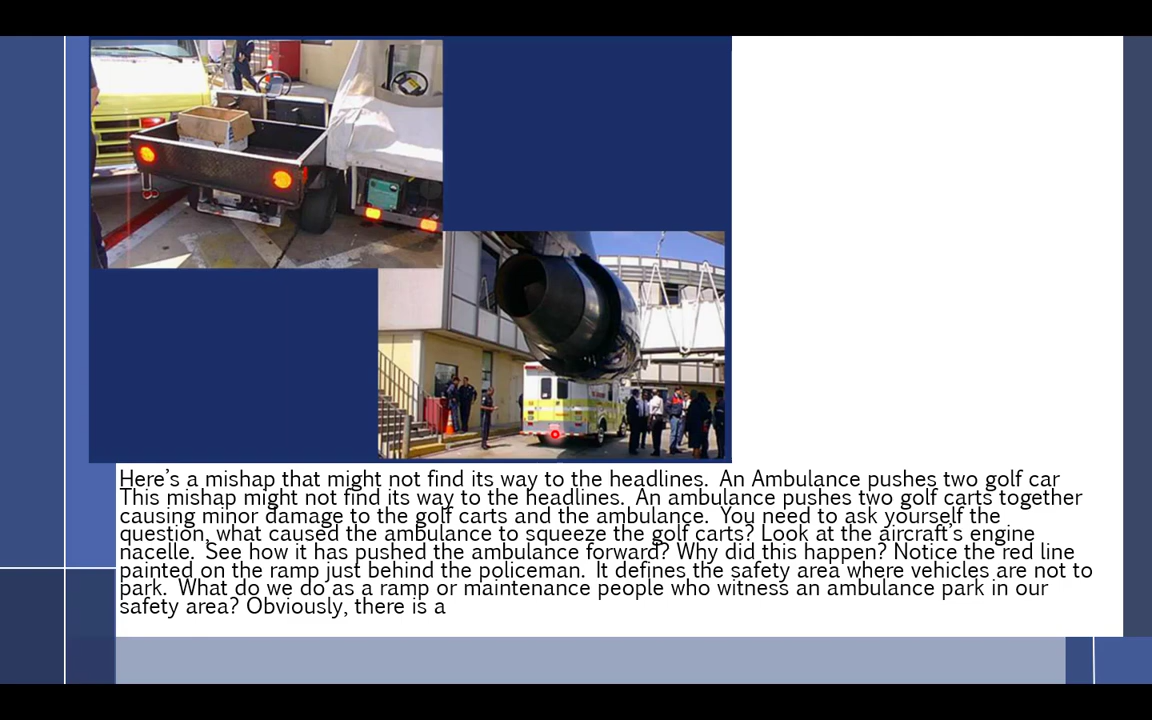 Here's a mishap that might not find its way to the headlines. An Ambulance pushes two golf car
This mishap might not find its way to the headlines. An ambulance pushes two golf carts together
causing minor damage to the golf carts and the ambulance. You need to ask yourself the
question, what caused the ambulance to squeeze the golf carts? Look at the aircraft's engine
nacelle. See how it has pushed the ambulance forward? Why did this happen? Notice the red line
painted on the ramp just behind the policeman. It defines the safety area where vehicles are not to
park. What do we do as a ramp or maintenance people who witness an ambulance park in our
safety area? Obviously, there is a